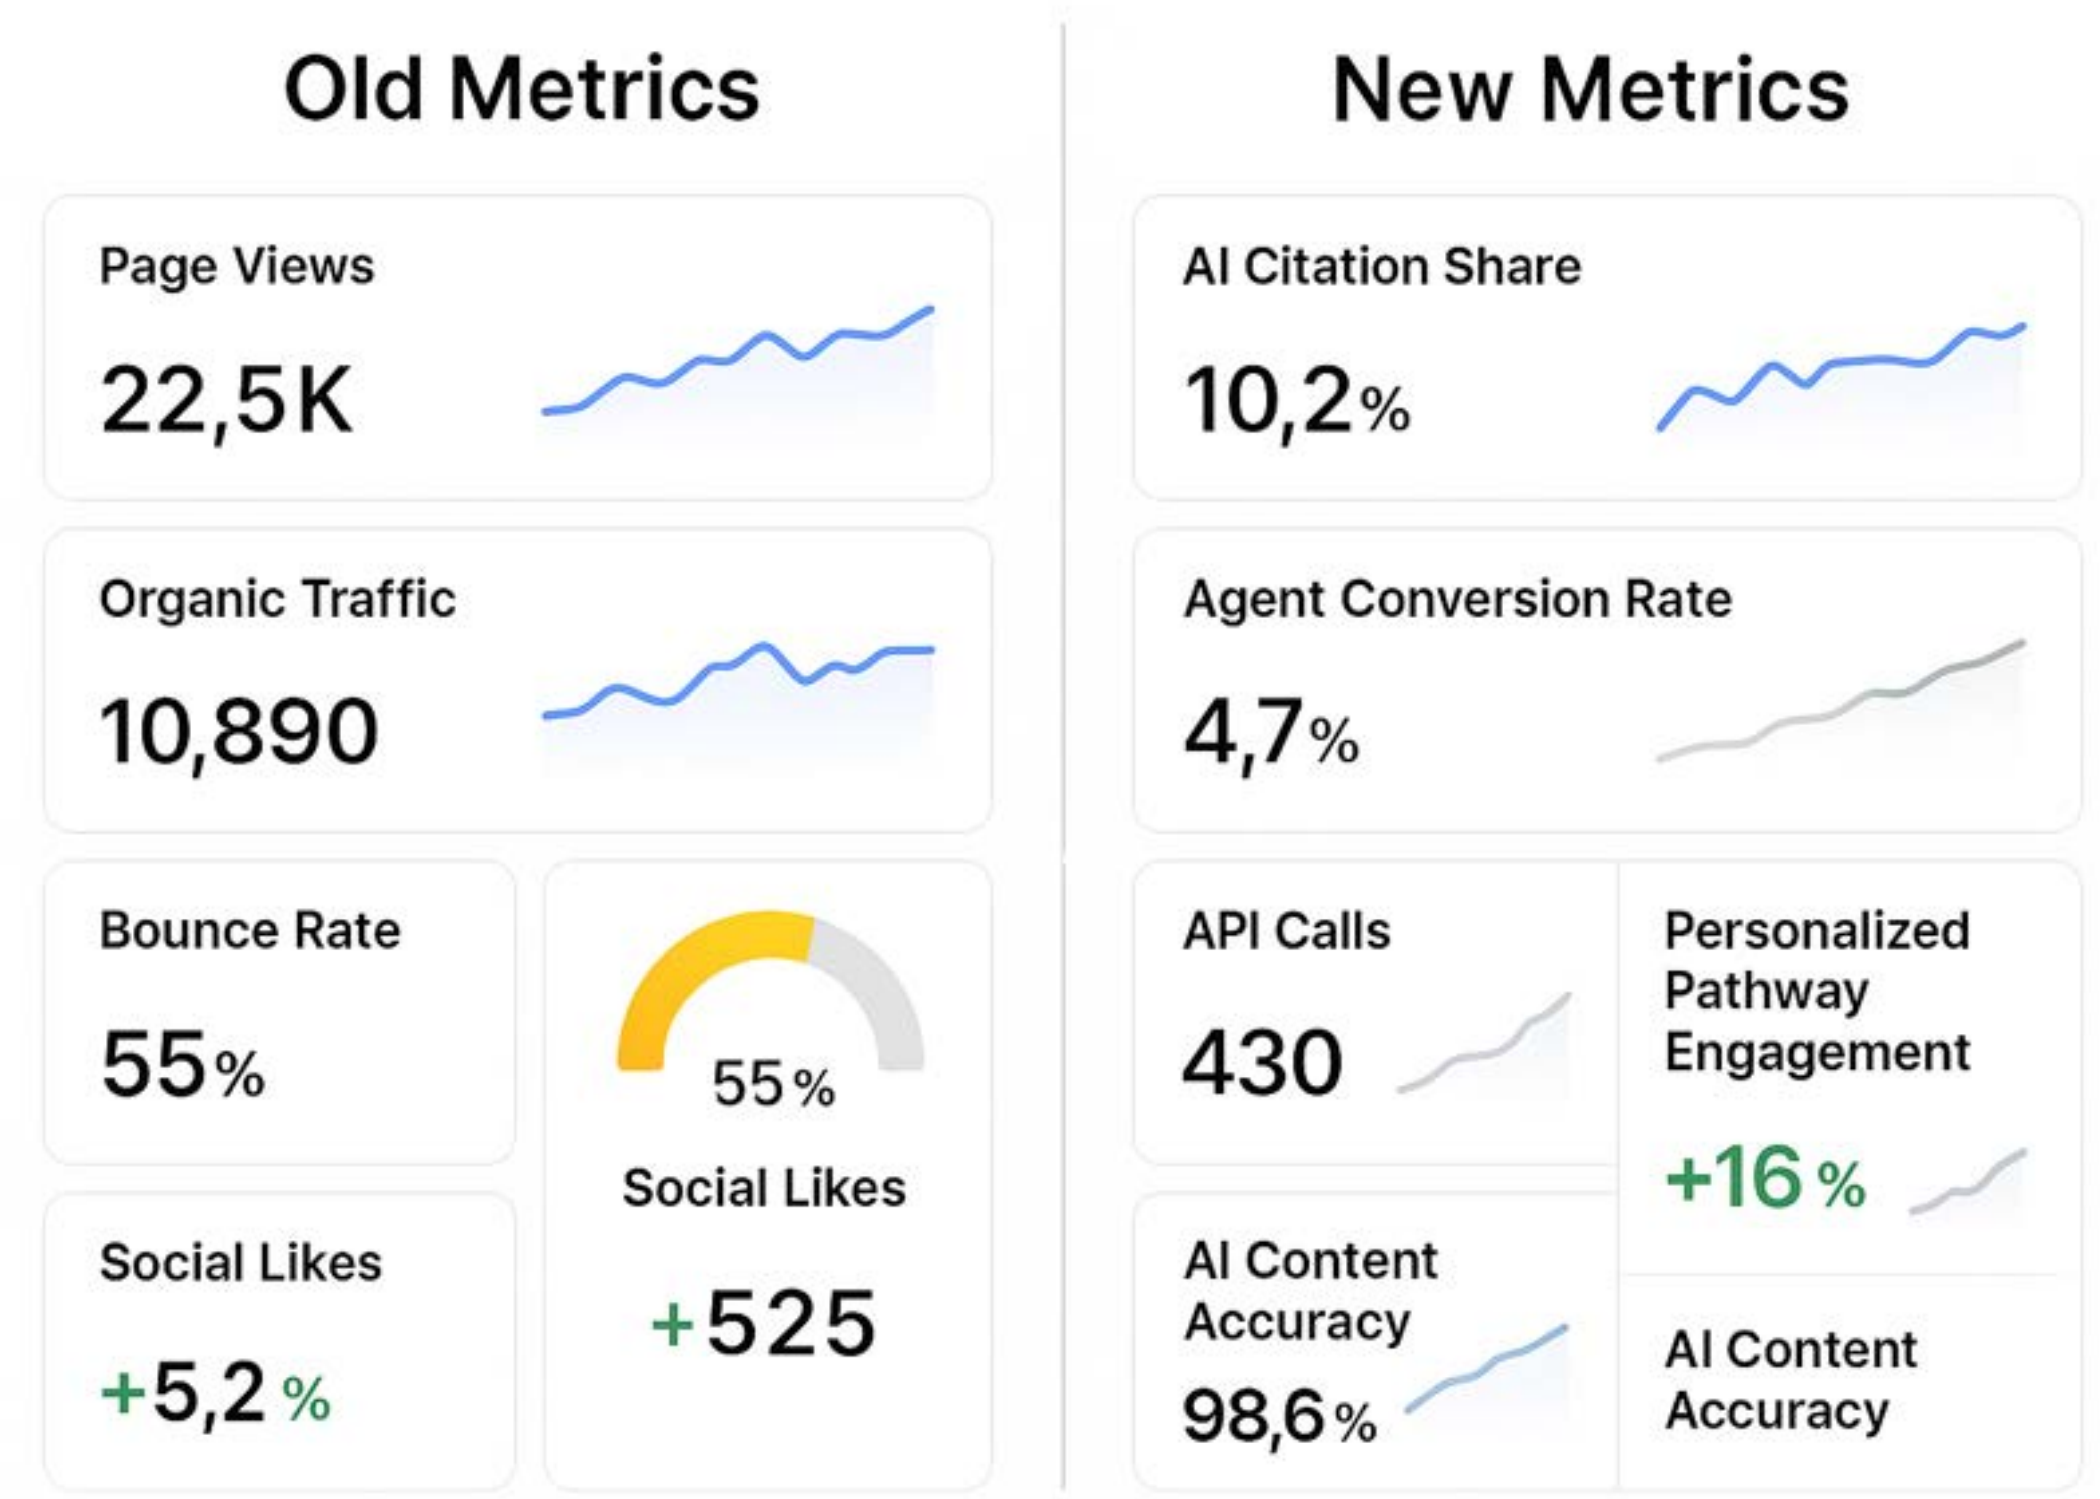 Old Metrics
Page Views
22,5K
Organic Traffic
10,890
Bounce Rate
55%
Social Likes
+5,2%
55%
Social Likes
+525
New Metrics
AI Citation Share
10,2%
Agent Conversion Rate
4,7%
API Calls
430
AI Content
Accuracy
98,6%
Personalized
Pathway
Engagement
+16%
AI Content
Accuracy